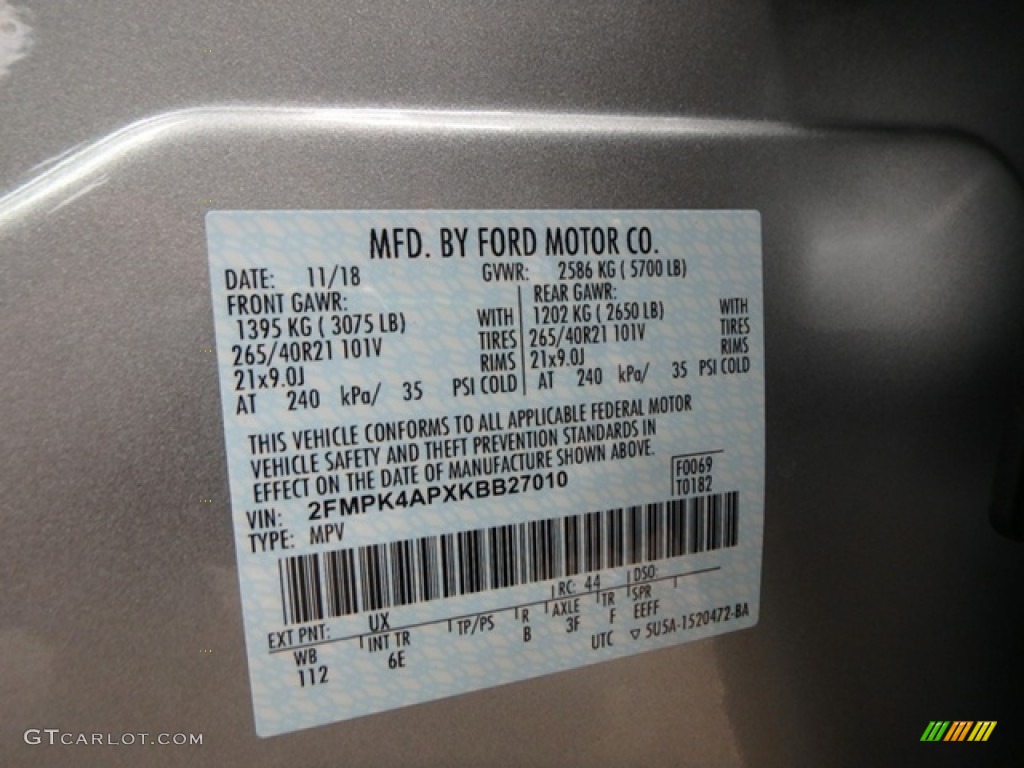 MFD. BY FORD MOTOR CO.
DATE: 11/18 GVWR: 2586 KG ( 5700 LB)
FRONT GAWR: REAR GAWR:
1395 KG ( 3075 LB) WITH 1202 KG ( 2650 LB) WITH
265/40R21 101V TIRES 265/40R21 101V TIRES
21x9.0J RIMS 21x9.0J RIMS
AT 240 kPa/ 35 PSI COLD AT 240 kPa/ 35 PSI COLD
THIS VEHICLE CONFORMS TO ALL APPLICABLE FEDERAL MOTOR
VEHICLE SAFETY AND THEFT PREVENTION STANDARDS IN
EFFECT ON THE DATE OF MANUFACTURE SHOWN ABOVE.
VIN: 2FMPK4APXKBB27010 F0069
TYPE: MPV T0182
EXT PNT: UX RC: 44 DSO:
WB INT TR TP/PS R AXLE TR SPR
112 6E B 3F F EEFF
UTC ▽ 5U5A-1520472-BA
GTCARLOT.COM